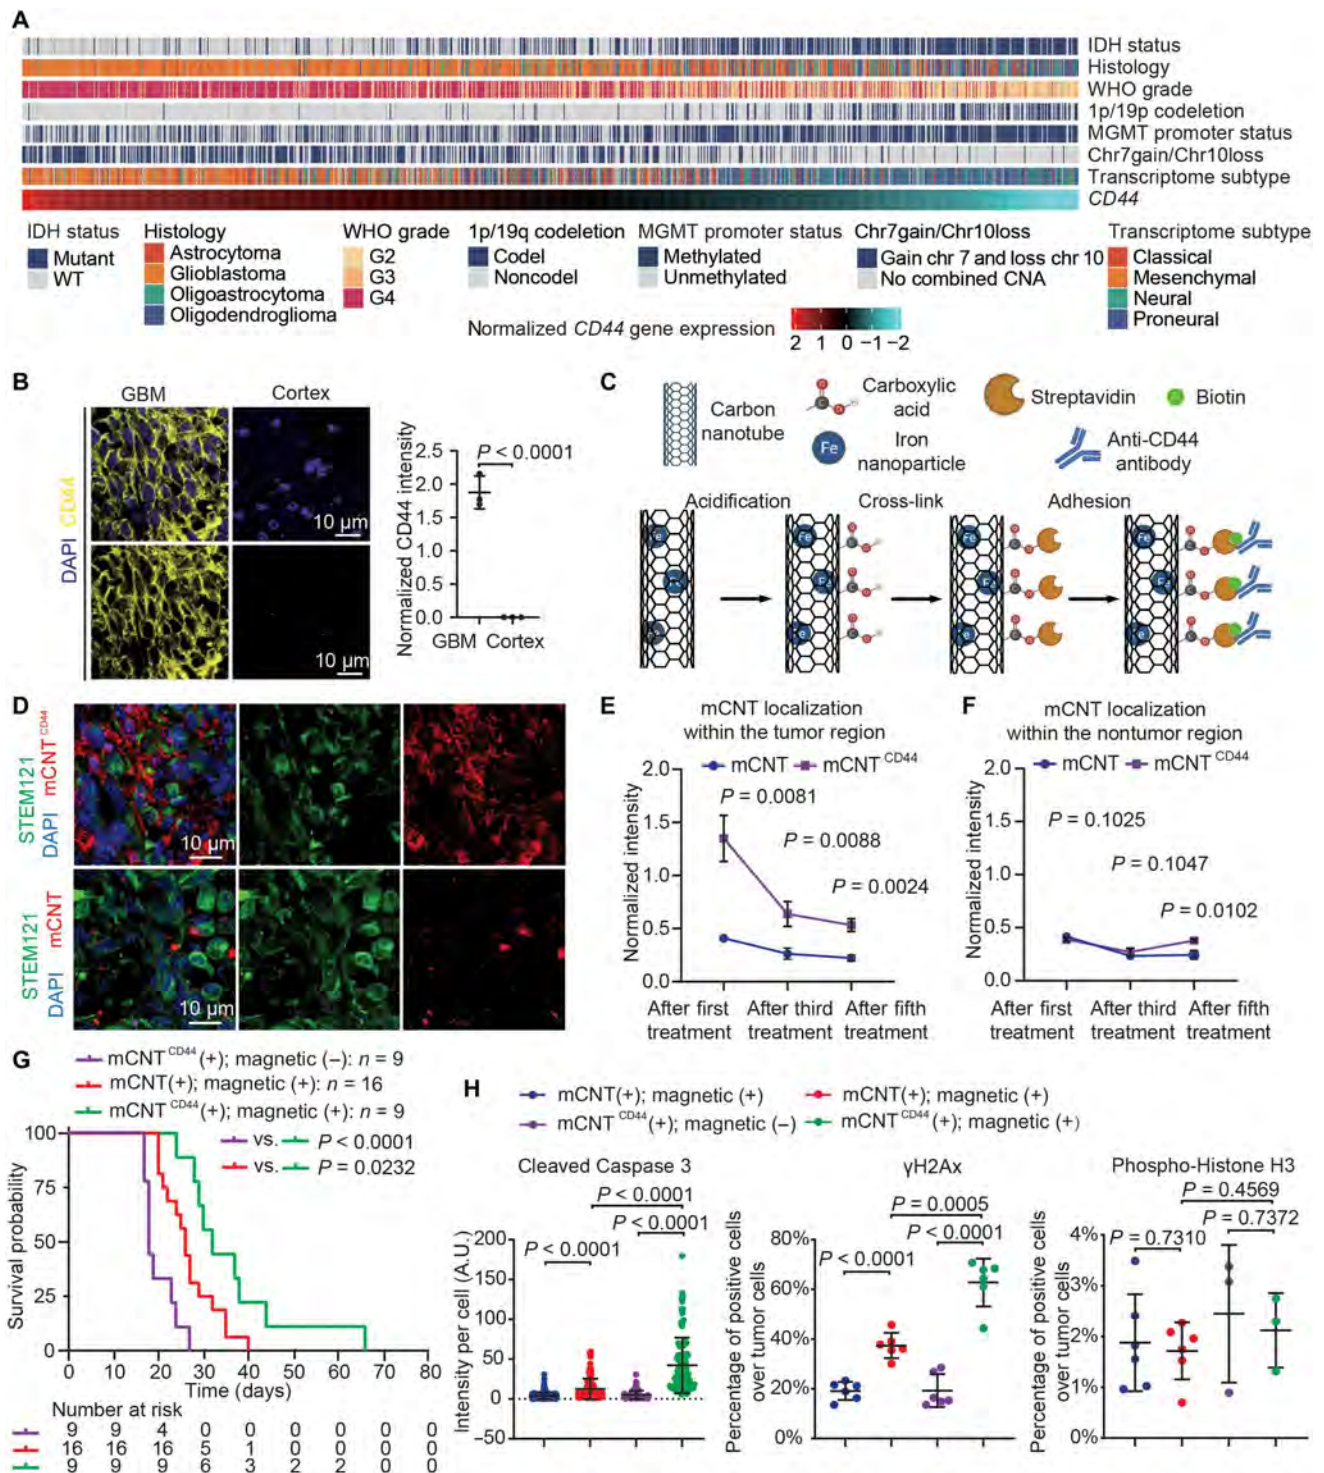 A
IDH status
Histology
WHO grade
1p/19p codeletion
MGMT promoter status
Chr7gain/Chr10loss
Transcriptome subtype
CD44
IDH status
Mutant
WT
Histology
Astrocytoma
Glioblastoma
Oligoastrocytoma
Oligodendroglioma
WHO grade
G2
G3
G4
1p/19q codeletion
Codel
Noncodel
MGMT promoter status
Methylated
Unmethylated
Chr7gain/Chr10loss
Gain chr 7 and loss chr 10
No combined CNA
Transcriptome subtype
Classical
Mesenchymal
Neural
Proneural
Normalized CD44 gene expression
2 1 0 −1 −2
B
GBM Cortex
DAPI CD44
10 µm
10 µm
Normalized CD44 intensity
P < 0.0001
2.5
2.0
1.5
1.0
0.5
0.0
GBM Cortex
C
Carbon
nanotube
Carboxylic
acid
Fe
Iron
nanoparticle
Streptavidin
Biotin
Anti-CD44
antibody
Acidification Cross-link Adhesion
D
STEM121
DAPI mCNT CD44
10 µm
STEM121
DAPI mCNT
10 µm
E
mCNT localization
within the tumor region
mCNT mCNT CD44
Normalized intensity
2.0
1.5
1.0
0.5
0.0
P = 0.0081
P = 0.0088
P = 0.0024
After first
treatment
After third
treatment
After fifth
treatment
F
mCNT localization
within the nontumor region
mCNT mCNT CD44
Normalized intensity
2.0
1.5
1.0
0.5
0.0
P = 0.1025
P = 0.1047
P = 0.0102
After first
treatment
After third
treatment
After fifth
treatment
G
mCNT CD44 (+); magnetic (−): n = 9
mCNT(+); magnetic (+): n = 16
mCNT CD44 (+); magnetic (+): n = 9
vs. P < 0.0001
vs. P = 0.0232
Survival probability
100
75
50
25
0
0 10 20 30 40 50 60 70 80
Time (days)
Number at risk
9 9 4 0 0 0 0 0 0
16 16 16 5 1 0 0 0 0
9 9 9 6 3 2 2 0 0
H
mCNT(+); magnetic (+)
mCNT(+); magnetic (+)
mCNT CD44 (+); magnetic (−)
mCNT CD44 (+); magnetic (+)
Cleaved Caspase 3
P < 0.0001
P < 0.0001
P < 0.0001
Intensity per cell (A.U.)
200
150
100
50
0
−50
γH2Ax
P = 0.0005
P < 0.0001
P < 0.0001
Percentage of positive cells
over tumor cells
80%
60%
40%
20%
0%
Phospho-Histone H3
P = 0.4569
P = 0.7372
P = 0.7310
Percentage of positive cells
over tumor cells
4%
3%
2%
1%
0%